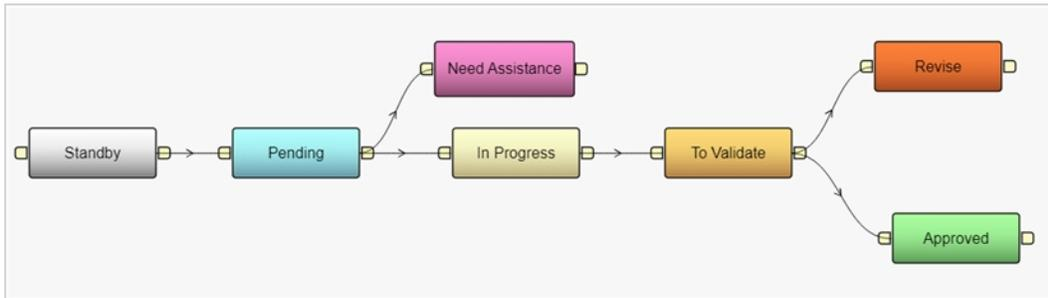 Need Assistance
Revise
Standby
Pending
In Progress
To Validate
Approved